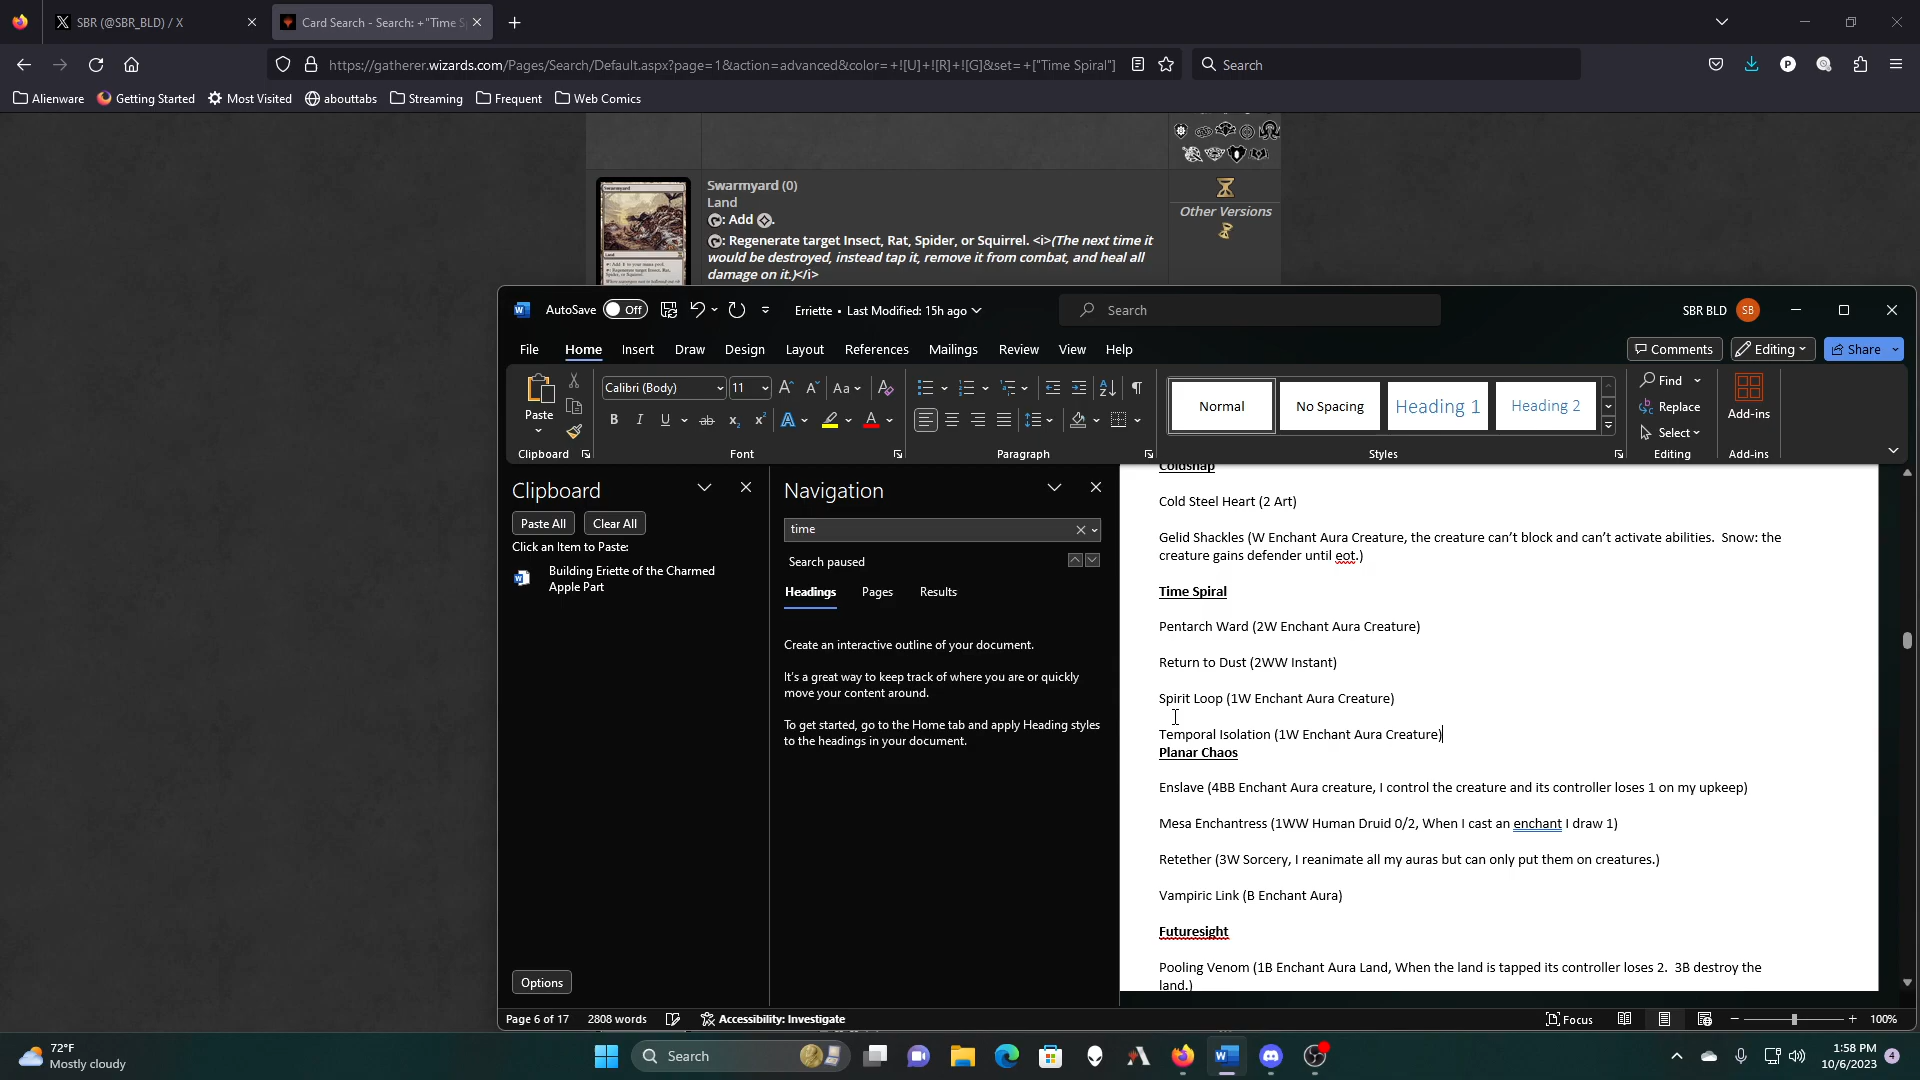 SBR (@SBR_BLD) / X
Card Search - Search: +"Time S
https://gatherer.wizards.com/Pages/Search/Default.aspx?page=1&action=advanced&color=+![U]+![R]+![G]&set=+["Time Spiral"]
Search
Alienware
Getting Started
Most Visited
abouttabs
Streaming
Frequent
Web Comics
Swarmyard (0)
Land
: Add .
: Regenerate target Insect, Rat, Spider, or Squirrel. <i>(The next time it
would be destroyed, instead tap it, remove it from combat, and heal all
damage on it.)</i>
Other Versions
AutoSave Off
Erriette • Last Modified: 15h ago
Search
SBR BLD SB
File Home Insert Draw Design Layout References Mailings Review View Help
Comments Editing Share
Paste
Calibri (Body) 11
Normal No Spacing Heading 1 Heading 2
Find
Replace
Select
Add-ins
Clipboard Font Paragraph Styles Editing Add-ins
Clipboard
Paste All Clear All
Click an Item to Paste:
Building Eriette of the Charmed
Apple Part
Options
Navigation
time
Search paused
Headings Pages Results
Create an interactive outline of your document.
It's a great way to keep track of where you are or quickly
move your content around.
To get started, go to the Home tab and apply Heading styles
to the headings in your document.
Coldsnap
Cold Steel Heart (2 Art)
Gelid Shackles (W Enchant Aura Creature, the creature can't block and can't activate abilities.  Snow: the
creature gains defender until eot.)
Time Spiral
Pentarch Ward (2W Enchant Aura Creature)
Return to Dust (2WW Instant)
Spirit Loop (1W Enchant Aura Creature)
Temporal Isolation (1W Enchant Aura Creature)
Planar Chaos
Enslave (4BB Enchant Aura creature, I control the creature and its controller loses 1 on my upkeep)
Mesa Enchantress (1WW Human Druid 0/2, When I cast an enchant I draw 1)
Retether (3W Sorcery, I reanimate all my auras but can only put them on creatures.)
Vampiric Link (B Enchant Aura)
Futuresight
Pooling Venom (1B Enchant Aura Land, When the land is tapped its controller loses 2.  3B destroy the
land.)
Page 6 of 17 2808 words Accessibility: Investigate
Focus 100%
72°F
Mostly cloudy
Search
1:58 PM
10/6/2023
4